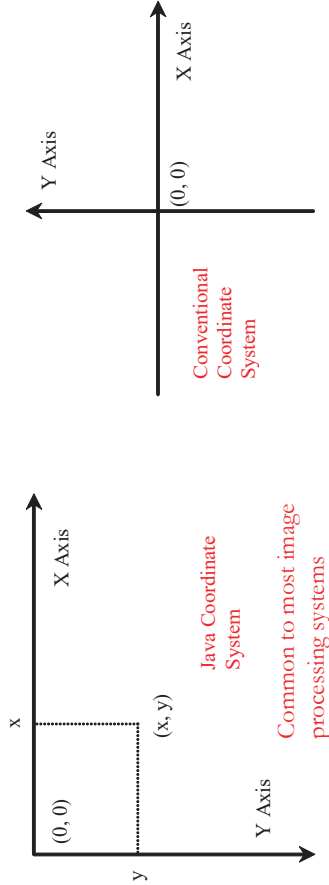 x
(0, 0)
X Axis
y
(x, y)
Java Coordinate
System
Y Axis
Common to most image
processing systems
Y Axis
X Axis
(0, 0)
Conventional
Coordinate
System